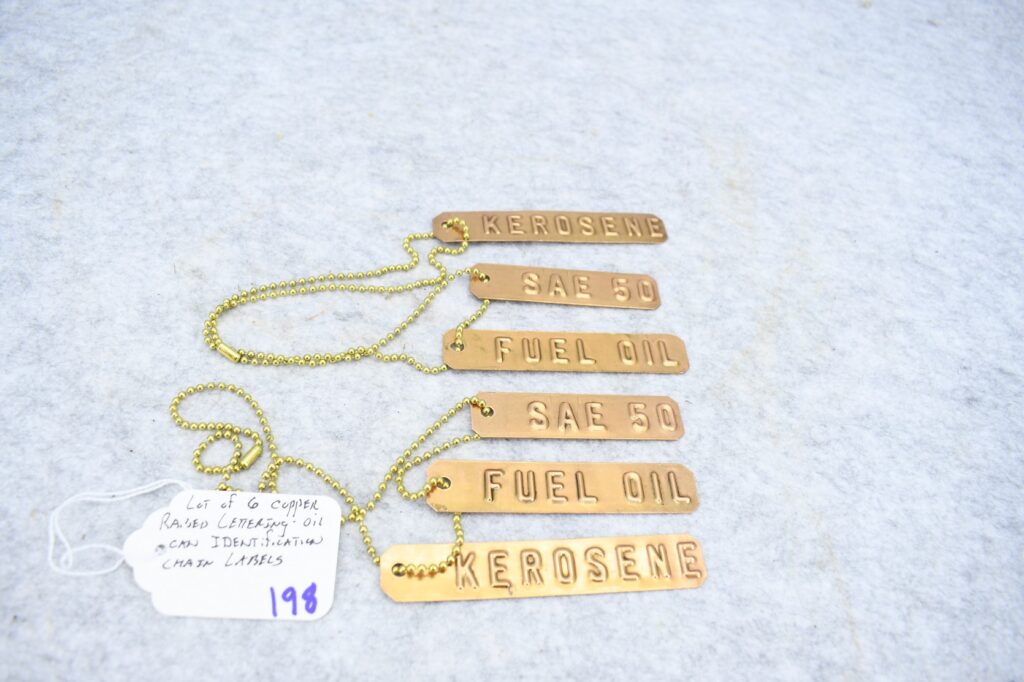 KEROSENE
SAE 50
FUEL OIL
SAE 50
FUEL OIL
KEROSENE
Lot of 6 copper
Raised Lettering. Oil
can Identification
chain Labels
198